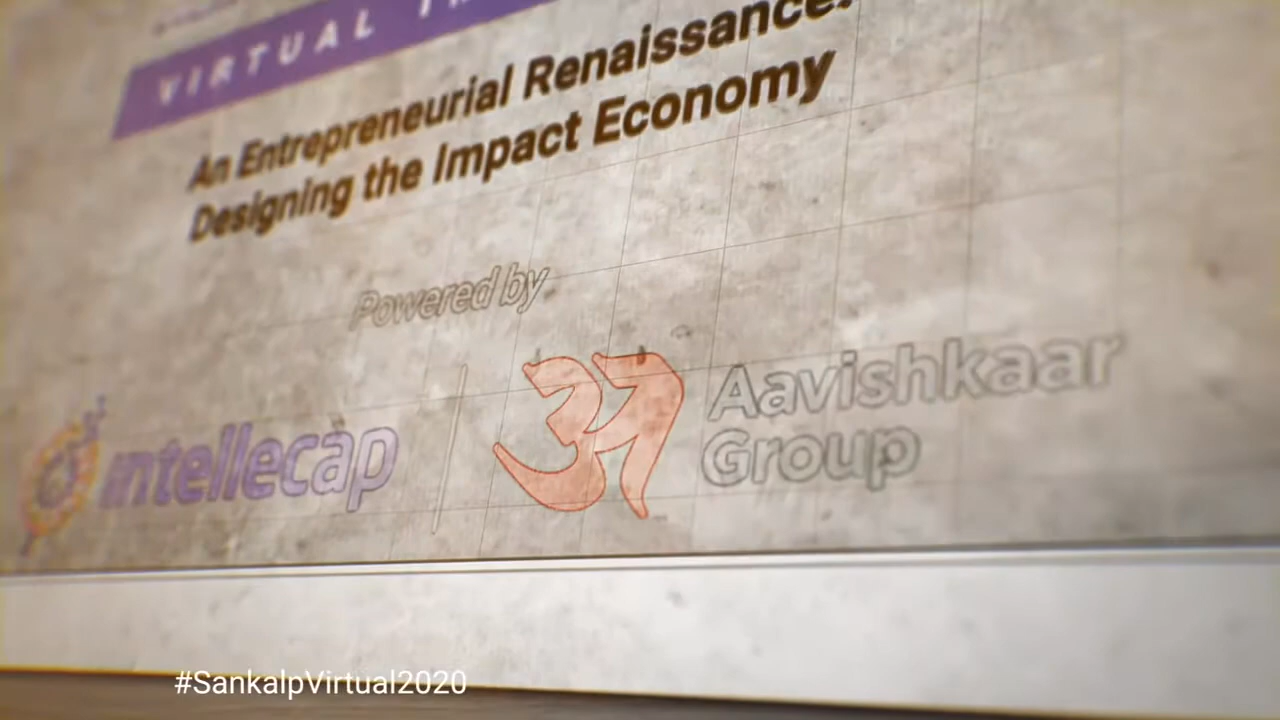 VIRTUAL
An Entrepreneurial Renaissance:
Designing the Impact Economy
Powered by
intellecap
अ
Aavishkaar
Group
#SankalpVirtual2020